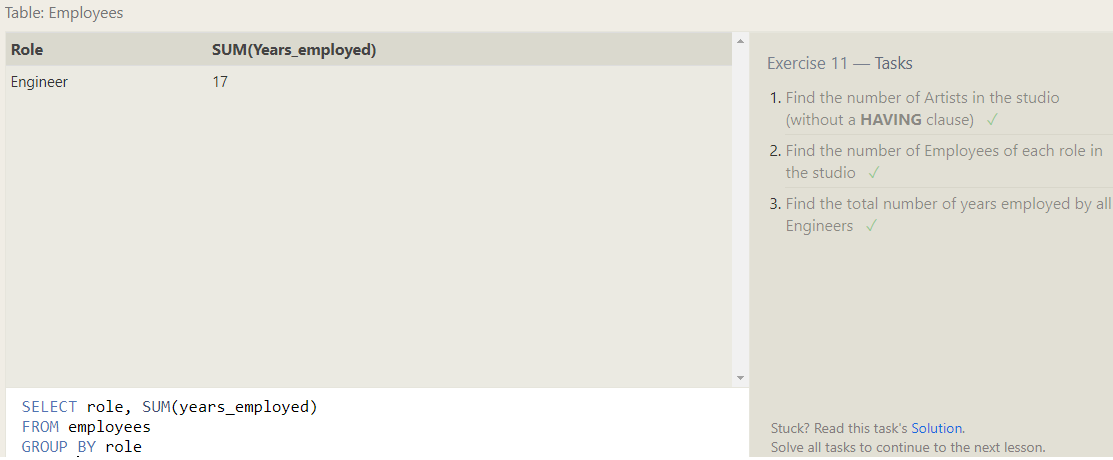 Table: Employees
Role SUM(Years_employed)
Engineer 17
Exercise 11 — Tasks
1. Find the number of Artists in the studio
(without a HAVING clause) ✓
2. Find the number of Employees of each role in
the studio ✓
3. Find the total number of years employed by all
Engineers ✓
SELECT role, SUM(years_employed)
FROM employees
GROUP BY role
Stuck? Read this task's Solution.
Solve all tasks to continue to the next lesson.